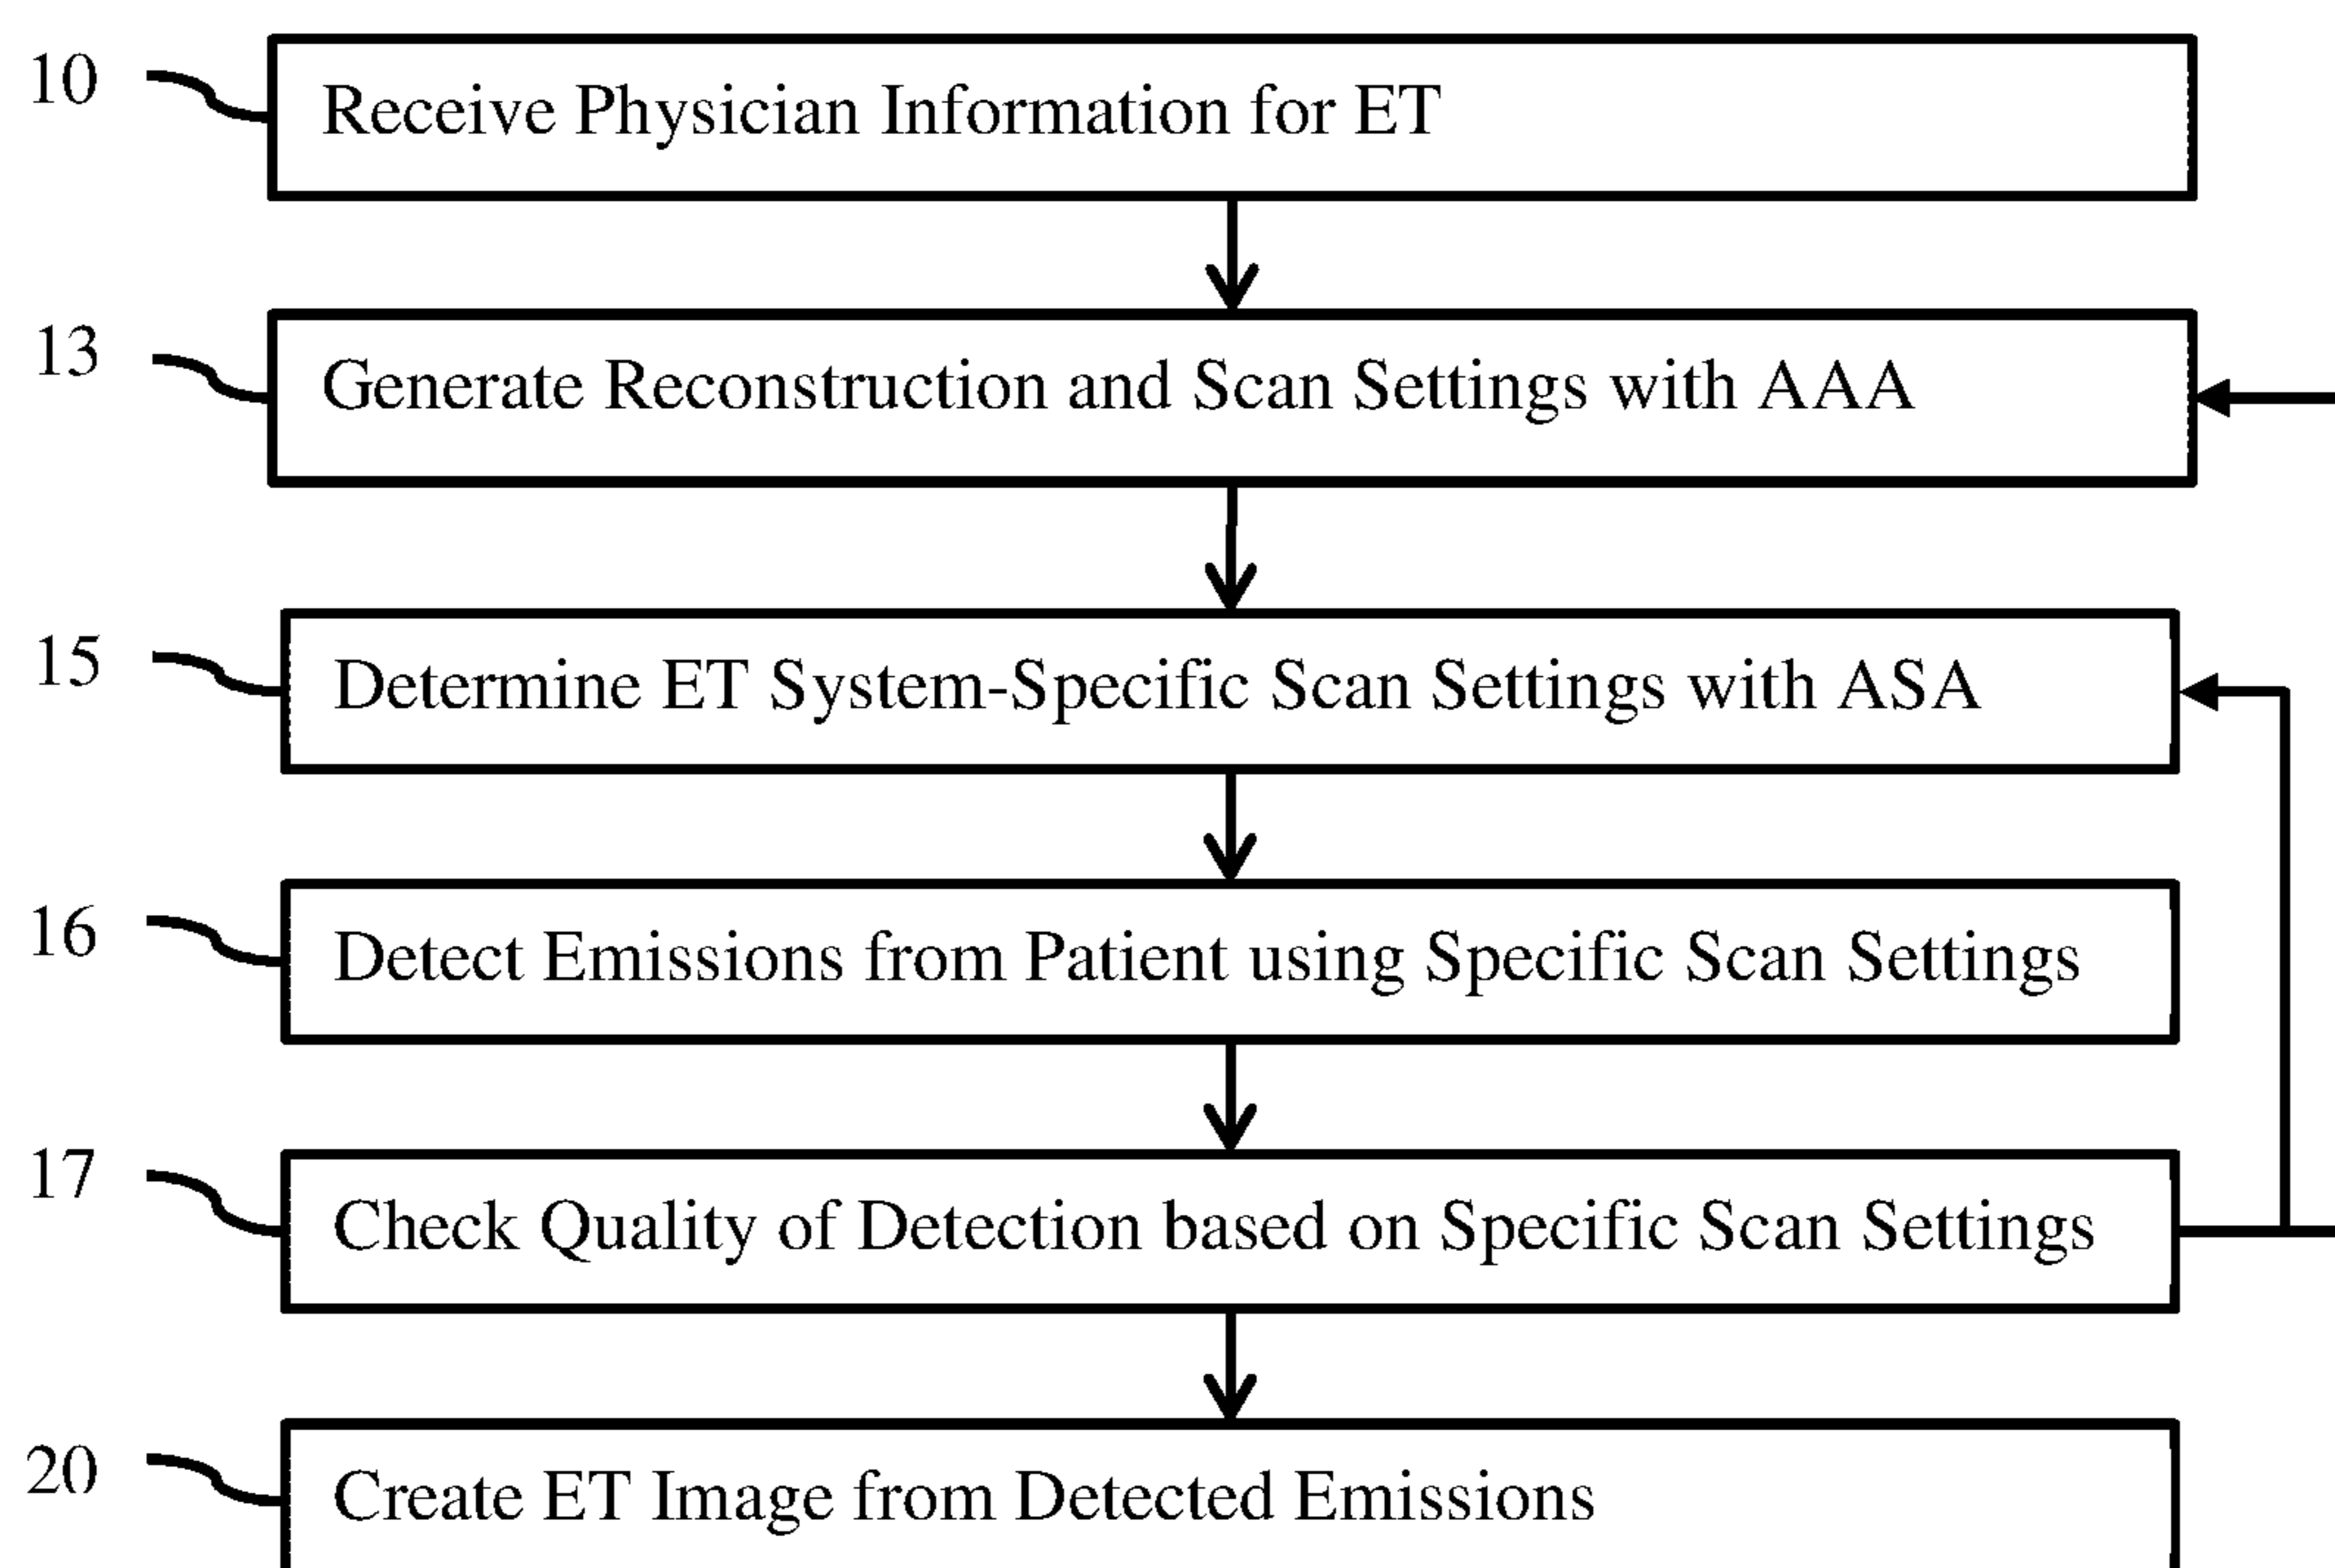 10
Receive Physician Information for ET
13
Generate Reconstruction and Scan Settings with AAA
15
Determine ET System-Specific Scan Settings with ASA
16
Detect Emissions from Patient using Specific Scan Settings
17
Check Quality of Detection based on Specific Scan Settings
20
Create ET Image from Detected Emissions